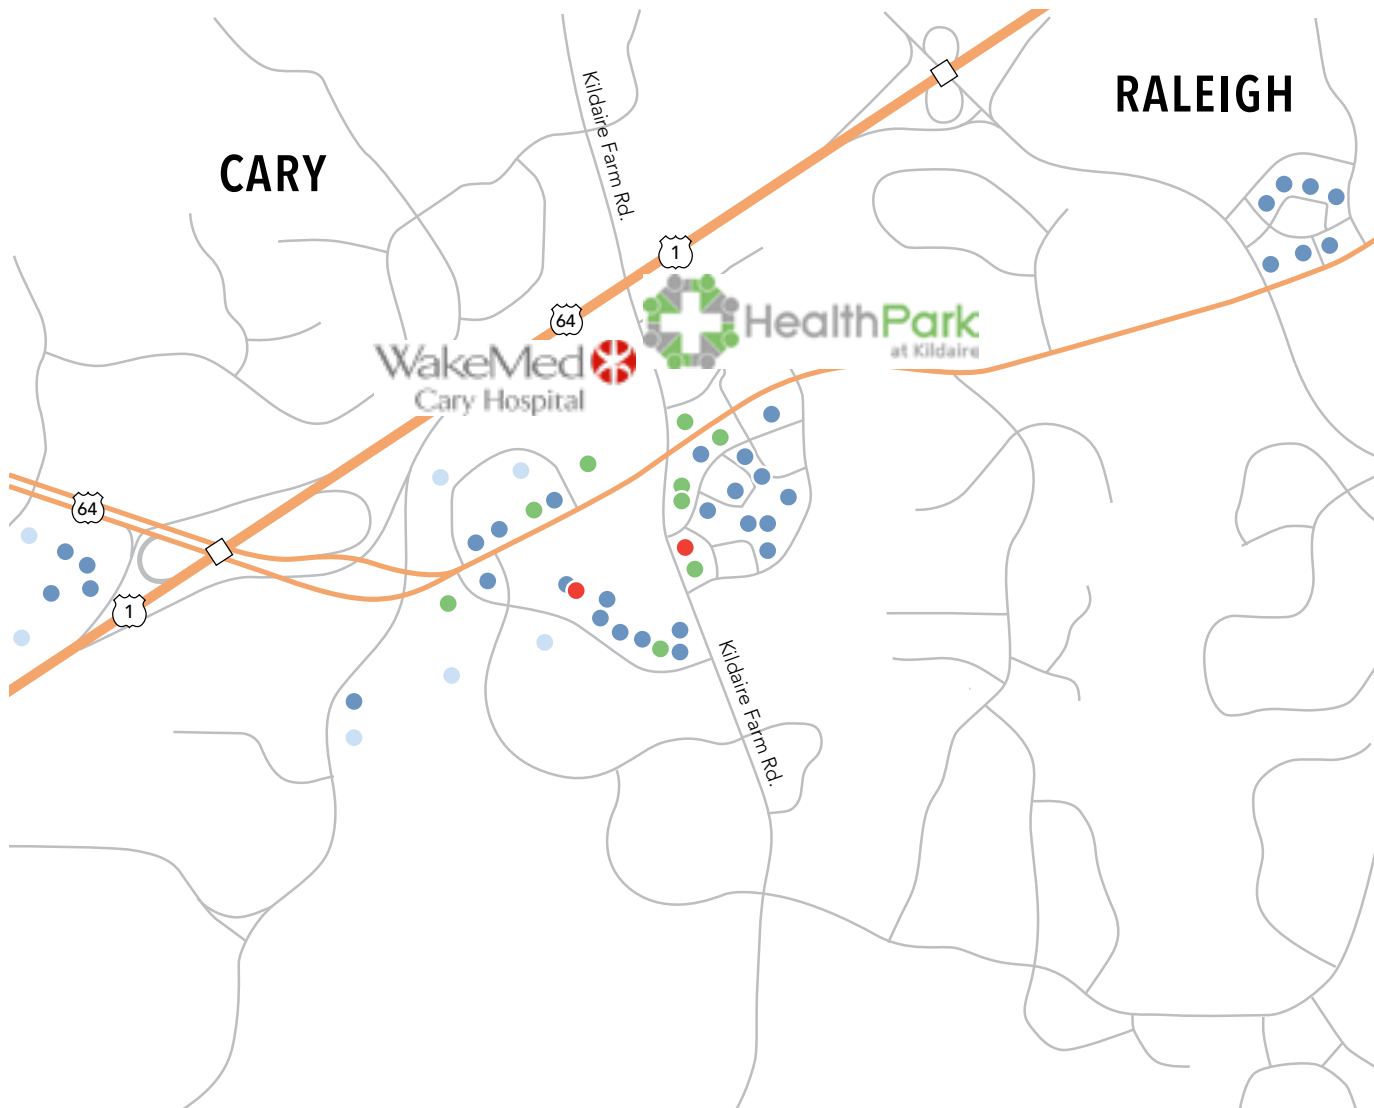 RALEIGH
CARY
Kildaire Farm Rd.
1
64
HealthPark
at Kildaire
WakeMed
Cary Hospital
64
1
Kildaire Farm Rd.